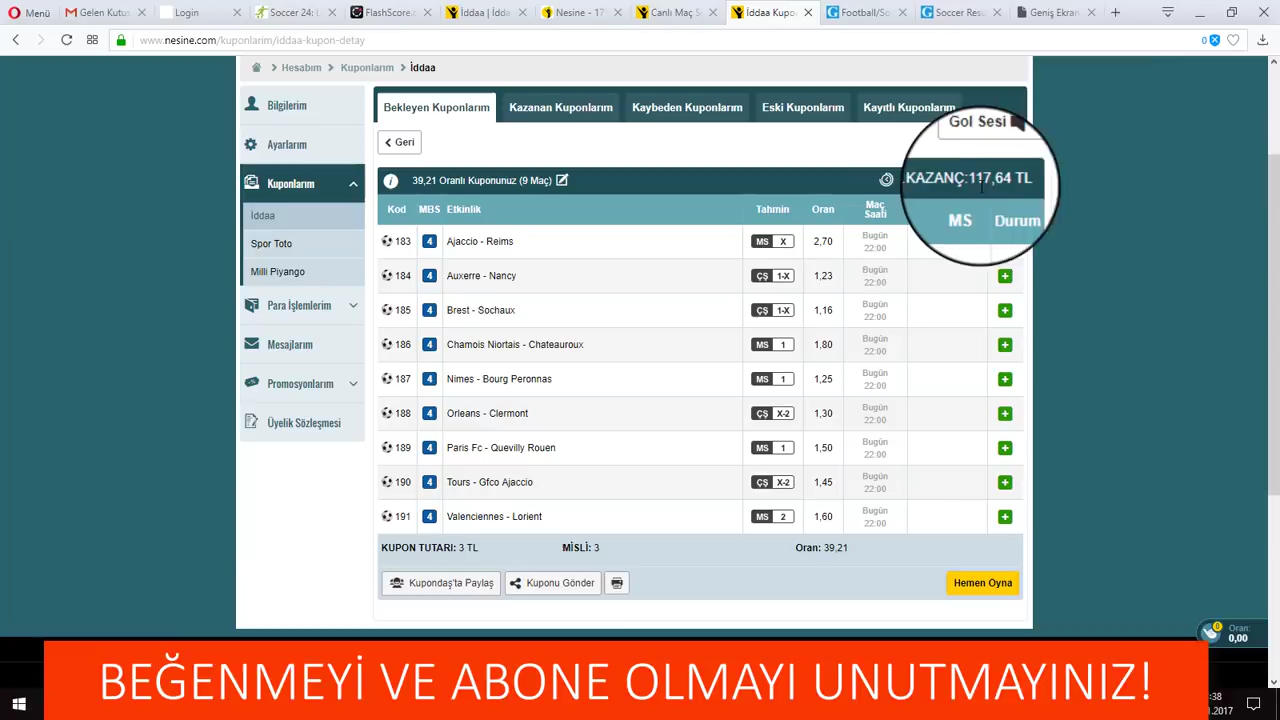 Gelen Kutus
Login
Soccer 24: L
FlashScore.c
İddaa | İdda
Nesine - 17
Canlı Maç S
İddaa Kupo
Football/So
Soccer Resu
Geniş Ekran
www.nesine.com/kuponlarim/iddaa-kupon-detay
0
Hesabım > Kuponlarım > İddaa
Bilgilerim
Ayarlarım
Kuponlarım
İddaa
Spor Toto
Milli Piyango
Para İşlemlerim
Mesajlarım
Promosyonlarım
Üyelik Sözleşmesi
Bekleyen Kuponlarım Kazanan Kuponlarım Kaybeden Kuponlarım Eski Kuponlarım Kayıtlı Kuponlarım
Geri
Gol Sesi
39,21 Oranlı Kuponunuz (9 Maç) KAZANÇ:117,64 TL
Kod MBS Etkinlik Tahmin Oran Maç Saati MS Durum
183 4 Ajaccio - Reims MS X 2,70 Bugün 22:00
184 4 Auxerre - Nancy ÇŞ 1-X 1,23 Bugün 22:00
185 4 Brest - Sochaux ÇŞ 1-X 1,16 Bugün 22:00
186 4 Chamois Niortais - Chateauroux MS 1 1,80 Bugün 22:00
187 4 Nimes - Bourg Peronnas MS 1 1,25 Bugün 22:00
188 4 Orleans - Clermont ÇŞ X-2 1,30 Bugün 22:00
189 4 Paris Fc - Quevilly Rouen MS 1 1,50 Bugün 22:00
190 4 Tours - Gfco Ajaccio ÇŞ X-2 1,45 Bugün 22:00
191 4 Valenciennes - Lorient MS 2 1,60 Bugün 22:00
KUPON TUTARI: 3 TL MİSLİ: 3 Oran: 39,21
Kupondaş'ta Paylaş Kuponu Gönder Hemen Oyna
0 Oran:
0,00
BEĞENMEYİ VE ABONE OLMAYI UNUTMAYINIZ!
:38
.2017